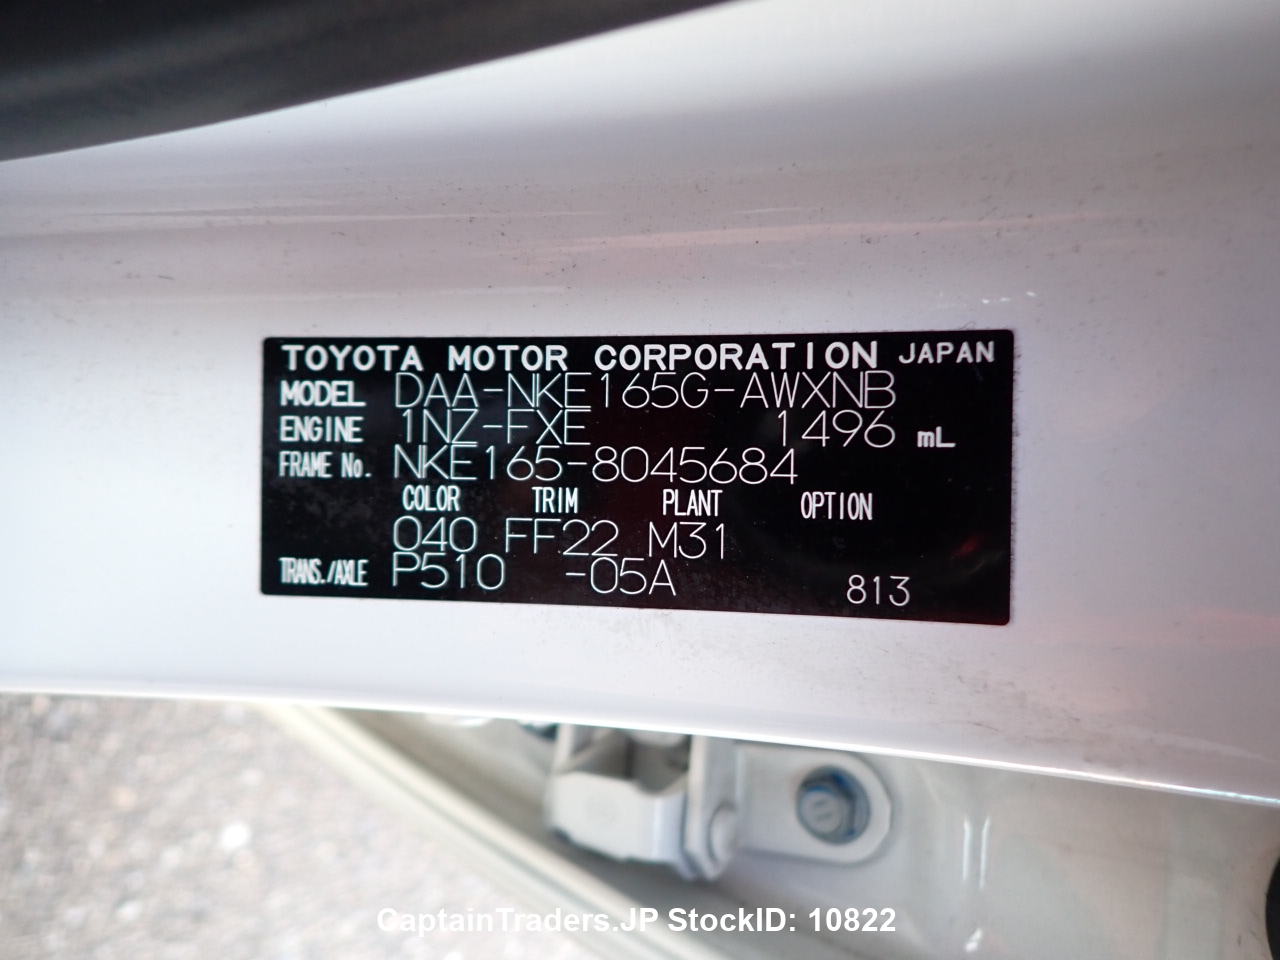 TOYOTA MOTOR CORPORATION JAPAN
MODEL DAA-NKE165G-AWXNB
ENGINE 1NZ-FXE 1496 mL
FRAME No. NKE165-8045684
COLOR TRIM PLANT OPTION
040 FF22 M31
TRANS./AXLE P510 -05A 813
CaptainTraders.JP StockID: 10822